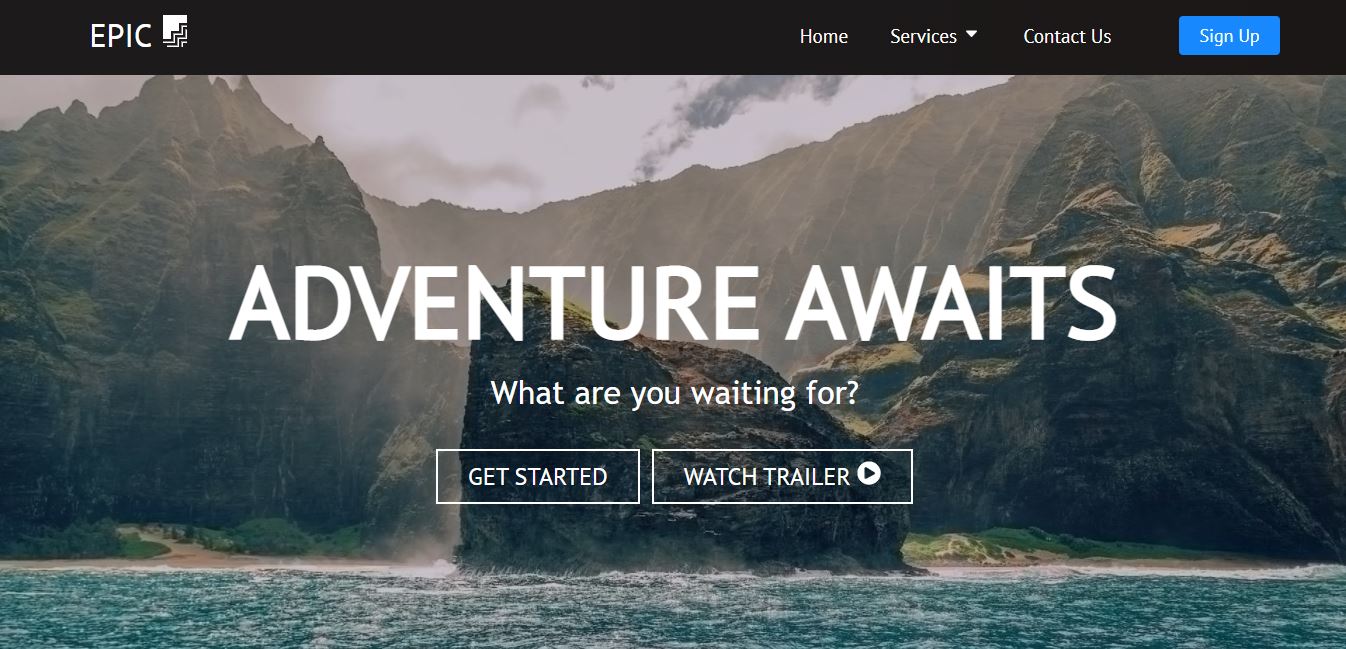 EPIC Home Services Contact Us Sign Up
ADVENTURE AWAITS
What are you waiting for?
GET STARTED WATCH TRAILER